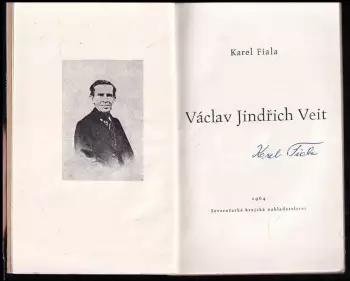 Karel Fiala
Václav Jindřich Veit
Karel Fiala
1964
Severočeské krajské nakladatelství